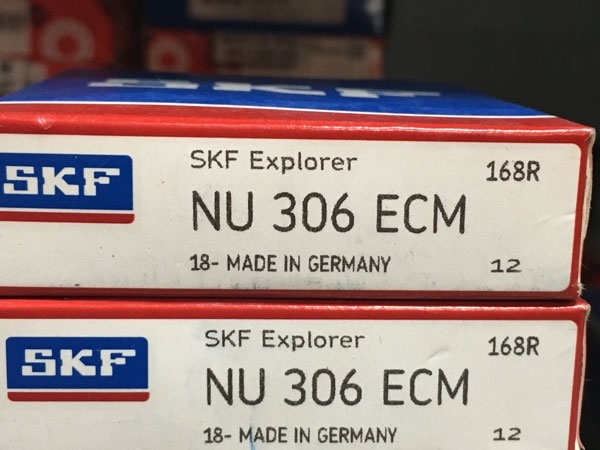 SKF
SKF
SKF Explorer 168R
NU 306 ECM
18- MADE IN GERMANY 12
SKF
SKF Explorer 168R
NU 306 ECM
18- MADE IN GERMANY 12